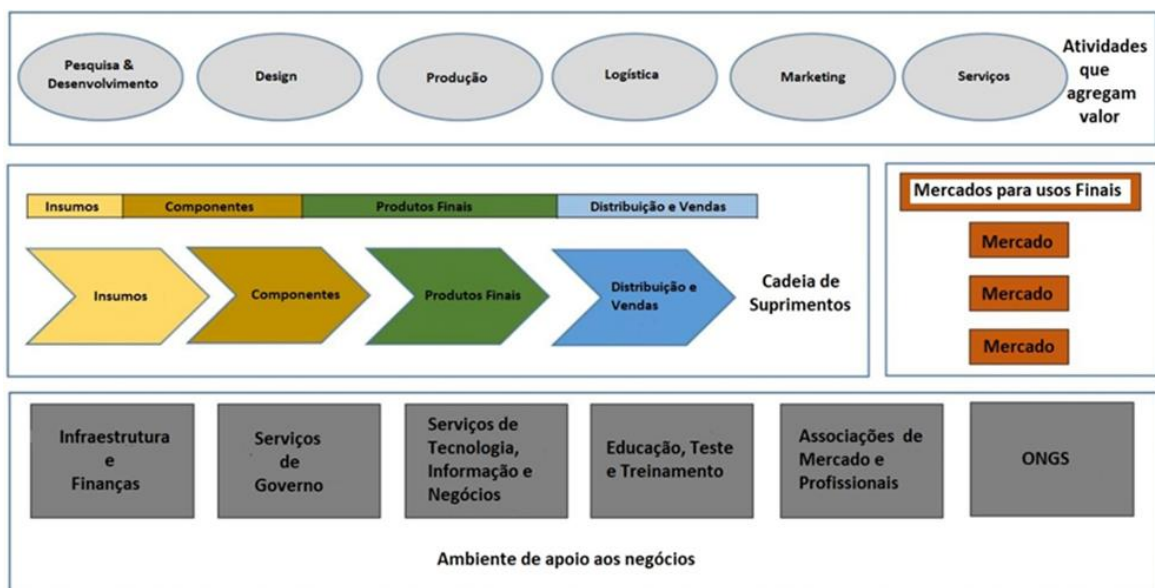 Pesquisa &
Desenvolvimento
Design
Produção
Logística
Marketing
Serviços
Atividades
que
agregam
valor
Insumos
Componentes
Produtos Finais
Distribuição e Vendas
Insumos
Componentes
Produtos Finais
Distribuição e
Vendas
Cadeia de
Suprimentos
Mercados para usos Finais
Mercado
Mercado
Mercado
Infraestrutura
e
Finanças
Serviços
de
Governo
Serviços de
Tecnologia,
Informação e
Negócios
Educação, Teste
e Treinamento
Associações de
Mercado e
Profissionais
ONGS
Ambiente de apoio aos negócios